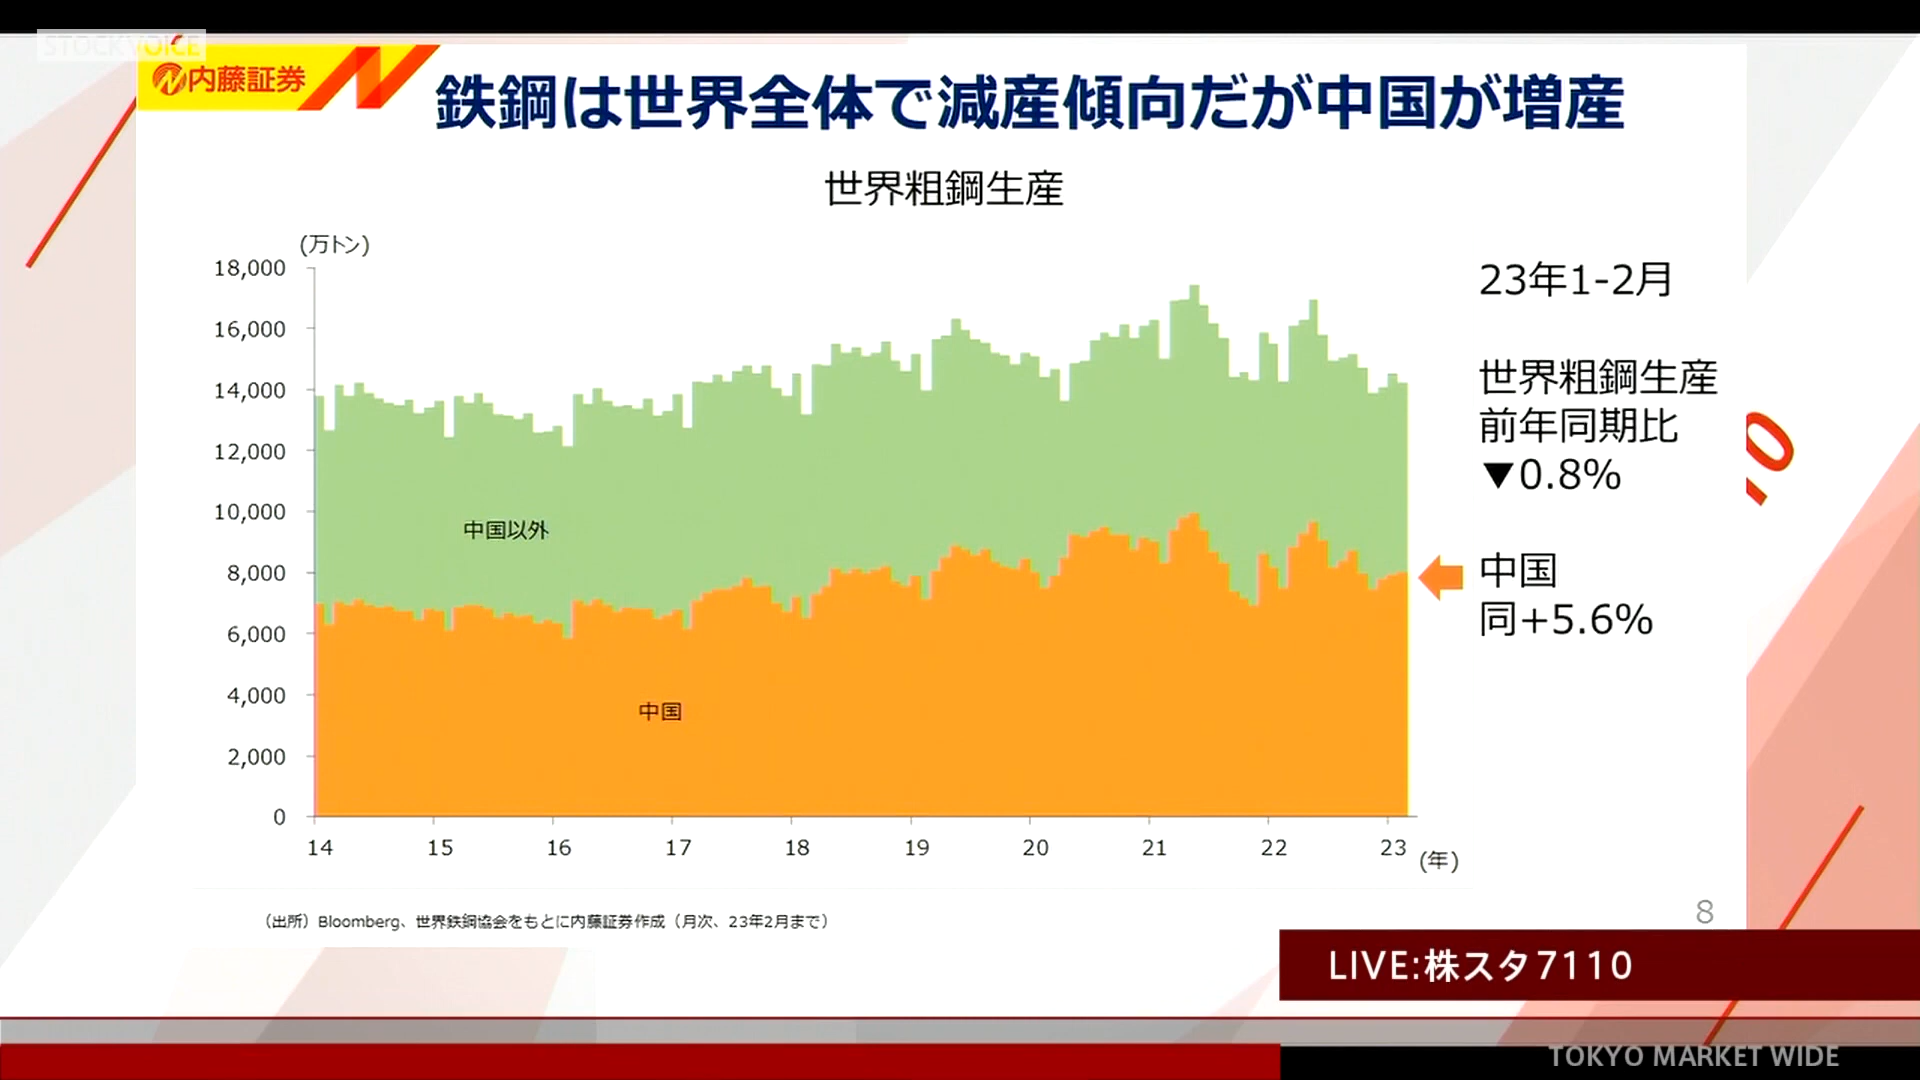 STOCKVOICE
内藤証券
鉄鋼は世界全体で減産傾向だが中国が増産
世界粗鋼生産
(万トン)
18,000
16,000
14,000
12,000
10,000
8,000
6,000
4,000
2,000
0
中国以外
中国
14 15 16 17 18 19 20 21 22 23
(年)
23年1-2月
世界粗鋼生産
前年同期比
▼0.8%
中国
同+5.6%
（出所）Bloomberg、世界鉄鋼協会をもとに内藤証券作成（月次、23年2月まで）
8
LIVE:株スタ7110
TOKYO MARKET WIDE